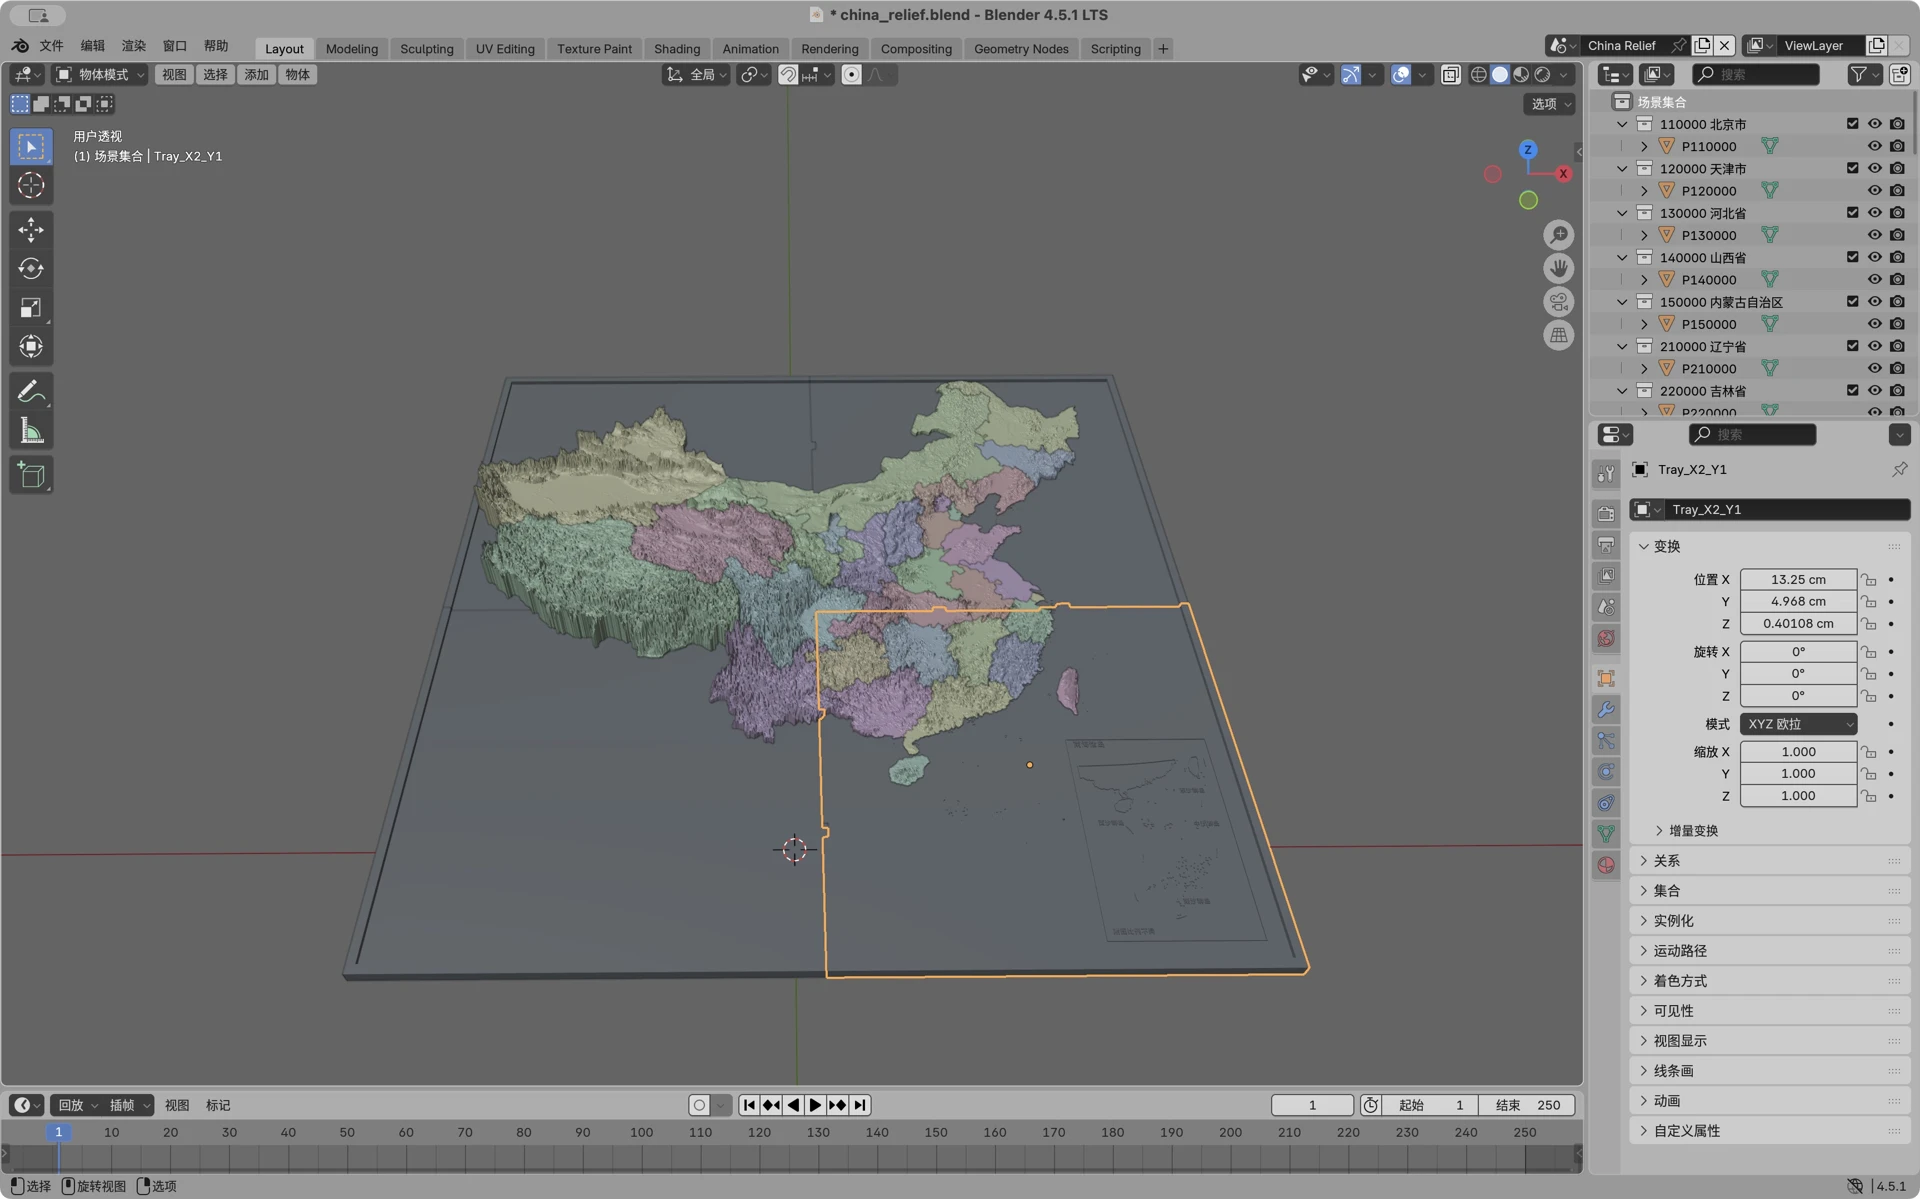 * china_relief.blend - Blender 4.5.1 LTS
文件 编辑 渲染 窗口 帮助 Layout Modeling Sculpting UV Editing Texture Paint Shading Animation Rendering Compositing Geometry Nodes Scripting + China Relief ViewLayer
物体模式 视图 选择 添加 物体 全局 搜索
选项
用户透视
(1) 场景集合 | Tray_X2_Y1
Z
X
场景集合
110000 北京市
P110000
120000 天津市
P120000
130000 河北省
P130000
140000 山西省
P140000
150000 内蒙古自治区
P150000
210000 辽宁省
P210000
220000 吉林省
P220000
搜索
Tray_X2_Y1
Tray_X2_Y1
变换
位置 X 13.25 cm
Y 4.968 cm
Z 0.40108 cm
旋转 X 0°
Y 0°
Z 0°
模式 XYZ 欧拉
缩放 X 1.000
Y 1.000
Z 1.000
增量变换
关系
集合
实例化
运动路径
着色方式
可见性
视图显示
线条画
动画
自定义属性
回放 插帧 视图 标记 1 起始 1 结束 250
1 10 20 30 40 50 60 70 80 90 100 110 120 130 140 150 160 170 180 190 200 210 220 230 240 250
选择 旋转视图 选项 4.5.1